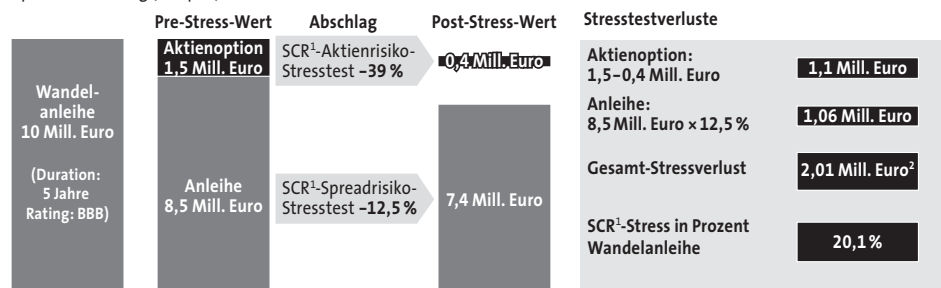 Pre-Stress-Wert
Abschlag
Post-Stress-Wert
Stresstestverluste
Wandel-
anleihe
10 Mill. Euro
(Duration:
5 Jahre
Rating: BBB)
Aktienoption
1,5 Mill. Euro
SCR¹-Aktienrisiko-
Stresstest –39 %
0,4 Mill. Euro
Anleihe
8,5 Mill. Euro
SCR¹-Spreadrisiko-
Stresstest –12,5 %
7,4 Mill. Euro
Aktienoption:
1,5–0,4 Mill. Euro
1,1 Mill. Euro
Anleihe:
8,5 Mill. Euro × 12,5 %
1,06 Mill. Euro
Gesamt-Stressverlust
2,01 Mill. Euro²
SCR¹-Stress in Prozent
Wandelanleihe
20,1 %